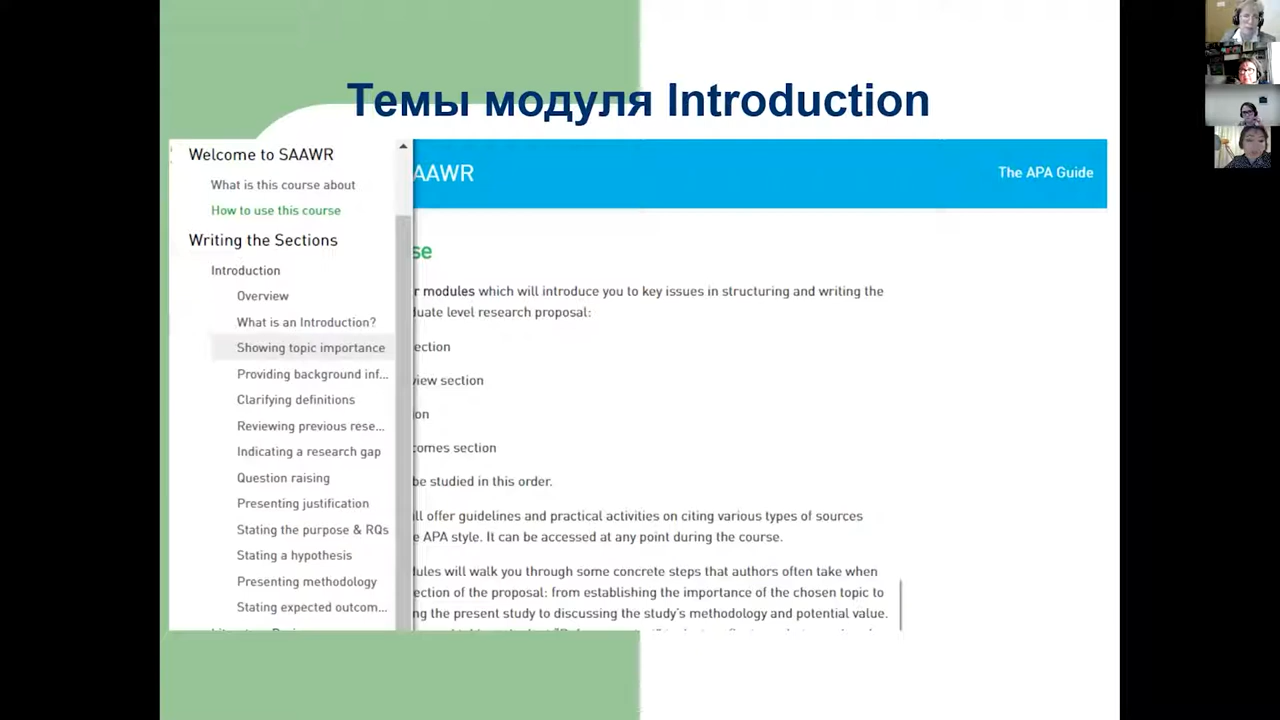 Темы модуля Introduction
Welcome to SAAWR
What is this course about
How to use this course
Writing the Sections
Introduction
Overview
What is an Introduction?
Showing topic importance
Providing background inf...
Clarifying definitions
Reviewing previous rese...
Indicating a research gap
Question raising
Presenting justification
Stating the purpose & RQs
Stating a hypothesis
Presenting methodology
Stating expected outcom...
AAWR
The APA Guide
se
r modules which will introduce you to key issues in structuring and writing the
duate level research proposal:
ection
view section
on
comes section
be studied in this order.
ll offer guidelines and practical activities on citing various types of sources
e APA style. It can be accessed at any point during the course.
dules will walk you through some concrete steps that authors often take when
ection of the proposal: from establishing the importance of the chosen topic to
ng the present study to discussing the study's methodology and potential value.